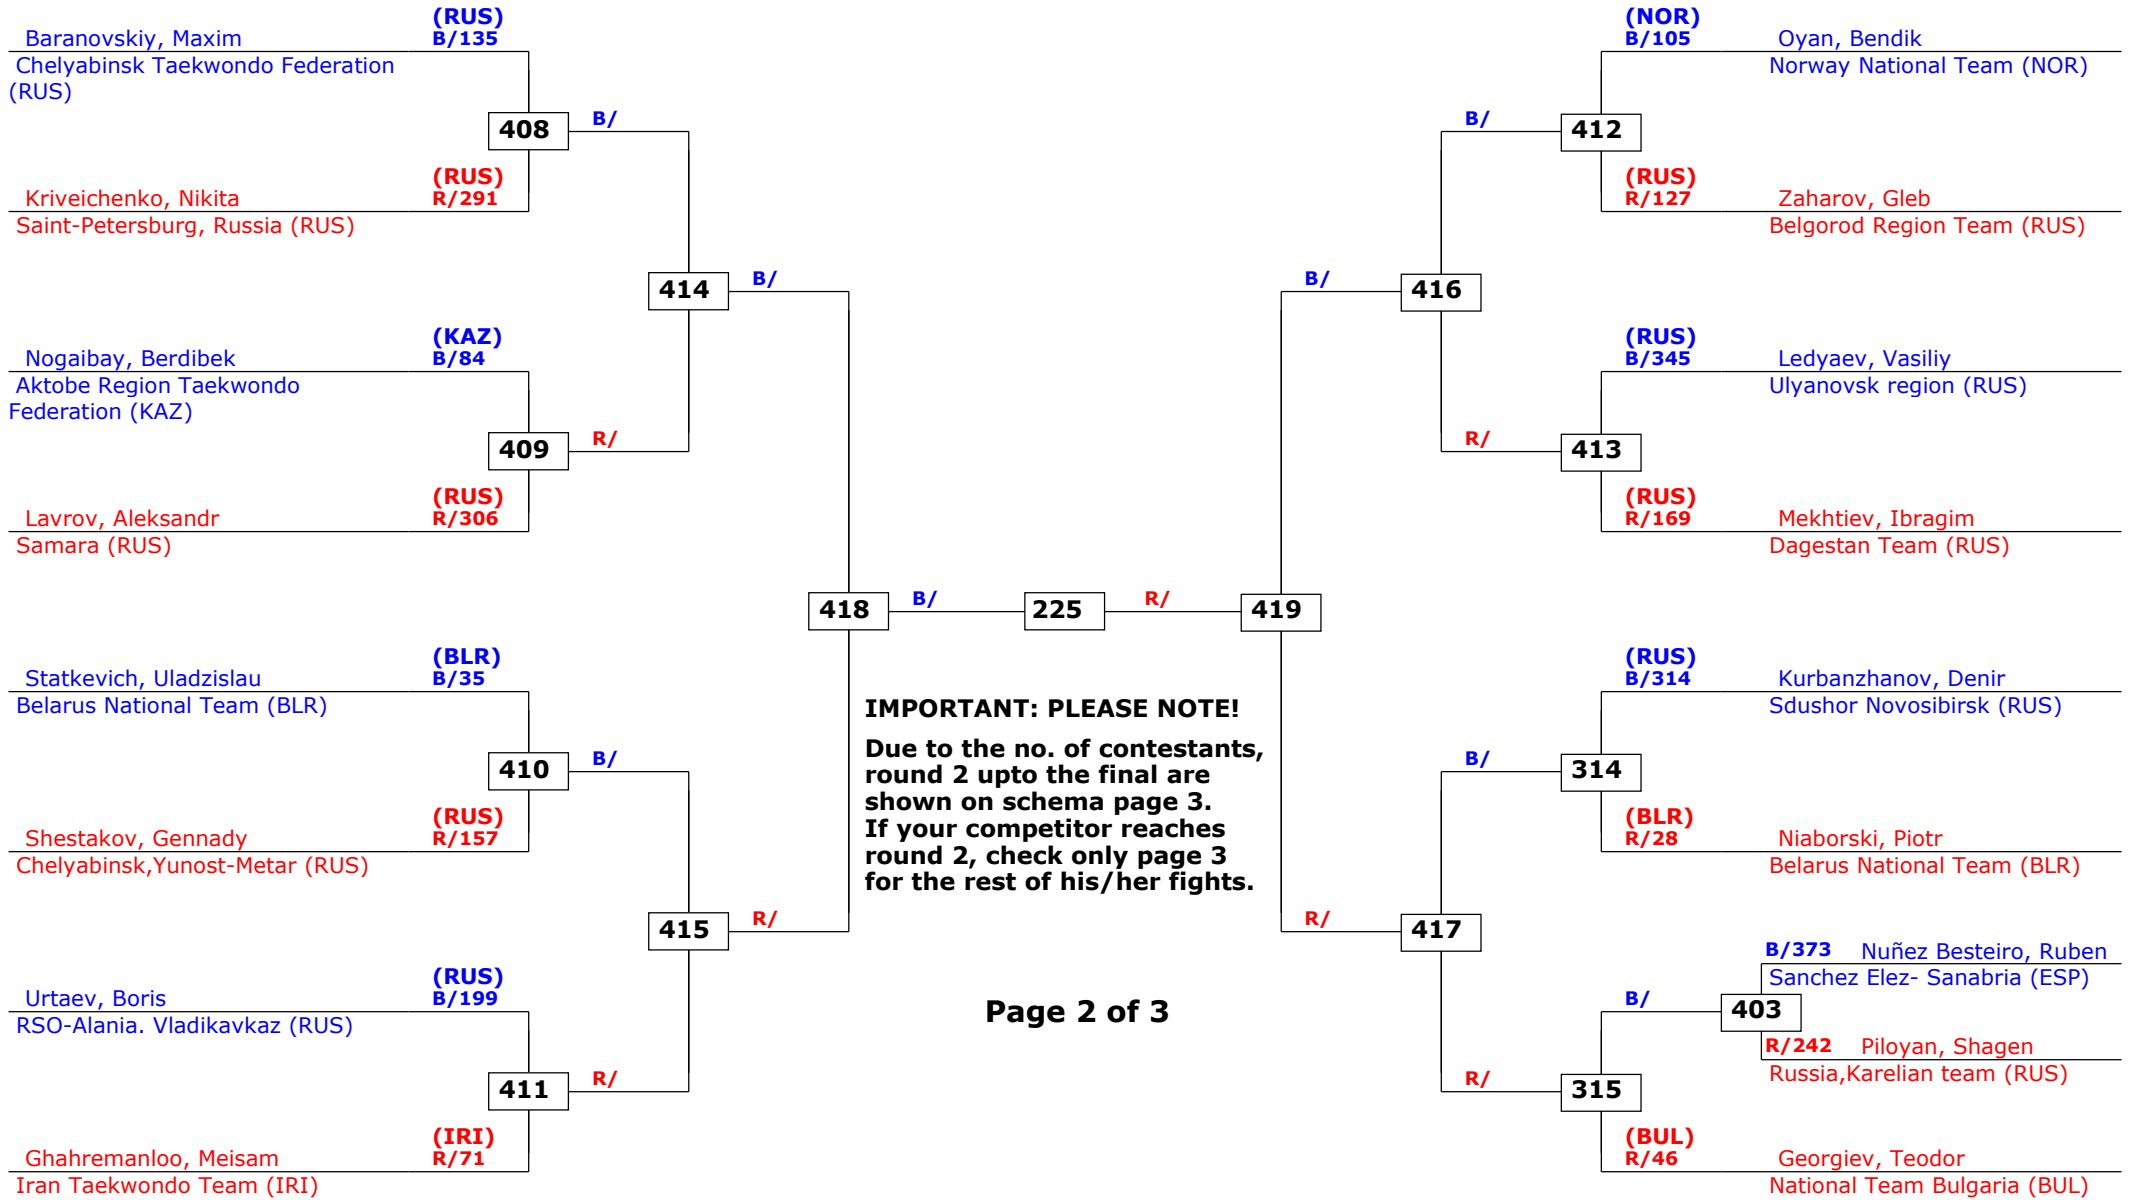 (RUS)
Baranovskiy, Maxim B/135
Chelyabinsk Taekwondo Federation
(RUS)
408 B/
(RUS)
Kriveichenko, Nikita R/291
Saint-Petersburg, Russia (RUS)
414 B/
(KAZ)
Nogaibay, Berdibek B/84
Aktobe Region Taekwondo
Federation (KAZ)
409 R/
(RUS)
Lavrov, Aleksandr R/306
Samara (RUS)
418 B/ 225 R/ 419
(BLR)
Statkevich, Uladzislau B/35
Belarus National Team (BLR)
410 B/
(RUS)
Shestakov, Gennady R/157
Chelyabinsk,Yunost-Metar (RUS)
415 R/
(RUS)
Urtaev, Boris B/199
RSO-Alania. Vladikavkaz (RUS)
411 R/
(IRI)
Ghahremanloo, Meisam R/71
Iran Taekwondo Team (IRI)
IMPORTANT: PLEASE NOTE!
Due to the no. of contestants,
round 2 upto the final are
shown on schema page 3.
If your competitor reaches
round 2, check only page 3
for the rest of his/her fights.
Page 2 of 3
(NOR)
B/105 Oyan, Bendik
Norway National Team (NOR)
B/ 412
(RUS)
R/127 Zaharov, Gleb
Belgorod Region Team (RUS)
B/ 416
(RUS)
B/345 Ledyaev, Vasiliy
Ulyanovsk region (RUS)
R/ 413
(RUS)
R/169 Mekhtiev, Ibragim
Dagestan Team (RUS)
(RUS)
B/314 Kurbanzhanov, Denir
Sdushor Novosibirsk (RUS)
B/ 314
(BLR)
R/28 Niaborski, Piotr
Belarus National Team (BLR)
R/ 417
B/373 Nuñez Besteiro, Ruben
Sanchez Elez- Sanabria (ESP)
B/ 403
R/242 Piloyan, Shagen
Russia,Karelian team (RUS)
R/ 315
(BUL)
R/46 Georgiev, Teodor
National Team Bulgaria (BUL)